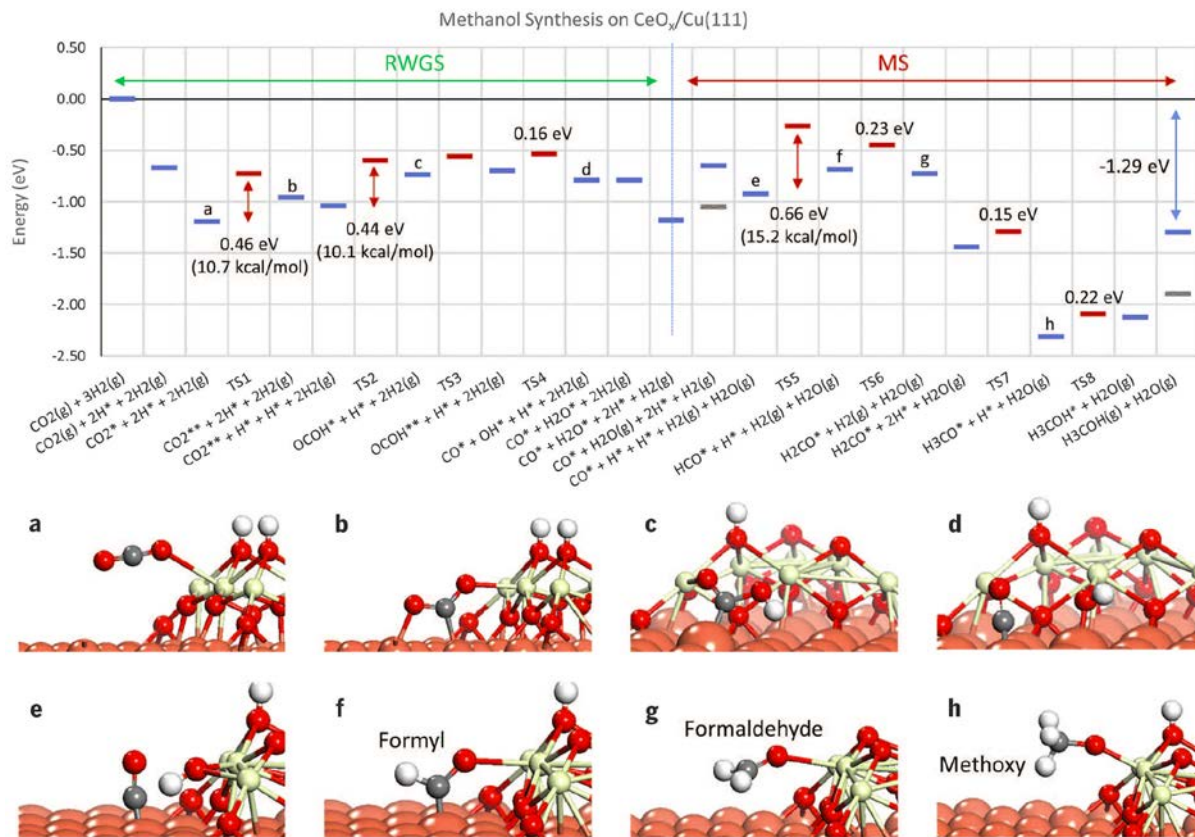 Methanol Synthesis on CeOₓ/Cu(111)
Energy (eV)
0.50
0.00
-0.50
-1.00
-1.50
-2.00
-2.50
RWGS
MS
a
0.46 eV
(10.7 kcal/mol)
b
0.44 eV
(10.1 kcal/mol)
c
0.16 eV
d
e
0.66 eV
(15.2 kcal/mol)
f
0.23 eV
g
0.15 eV
h
0.22 eV
-1.29 eV
CO2(g) + 3H2(g)
CO2(g) + 2H* + 2H2(g)
CO2* + 2H* + 2H2(g)
TS1
CO2** + 2H* + 2H2(g)
CO2** + H* + H* + 2H2(g)
TS2
OCOH* + H* + 2H2(g)
TS3
OCOH** + H* + 2H2(g)
TS4
CO* + OH* + H* + 2H2(g)
CO* + H2O* + 2H2(g)
CO* + H2O* + 2H* + H2(g)
CO* + H2O(g) + 2H* + H2(g)
CO* + H* + H* + H2(g) + H2O(g)
TS5
HCO* + H* + H2(g) + H2O(g)
TS6
H2CO* + H2(g) + H2O(g)
H2CO* + 2H* + H2O(g)
TS7
H3CO* + H* + H2O(g)
TS8
H3COH* + H2O(g)
H3COH(g) + H2O(g)
a
b
c
d
e
f
Formyl
g
Formaldehyde
h
Methoxy